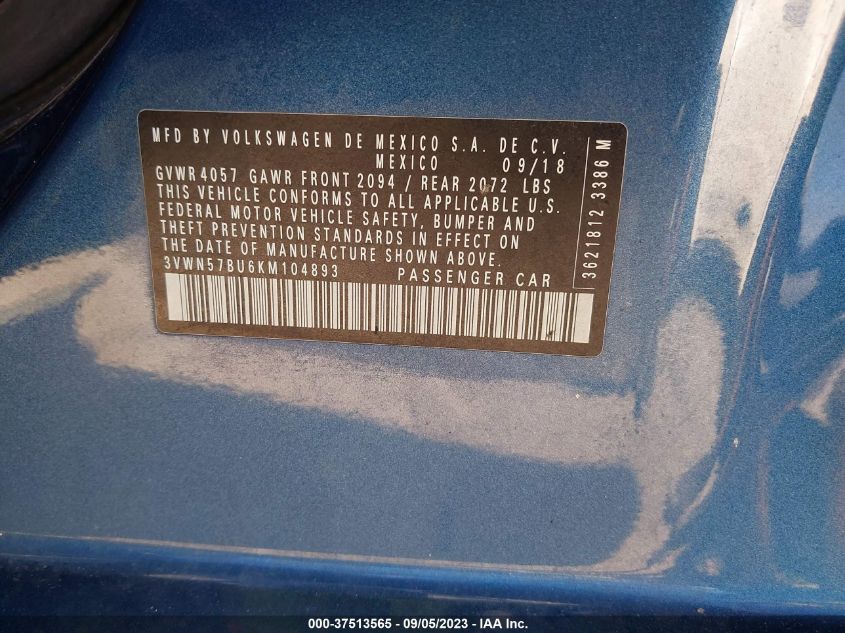 MFD BY VOLKSWAGEN DE MEXICO S.A. DE C.V.
MEXICO 09/18
GVWR 4057 GAWR FRONT 2094 / REAR 2072 LBS
THIS VEHICLE CONFORMS TO ALL APPLICABLE U.S.
FEDERAL MOTOR VEHICLE SAFETY, BUMPER AND
THEFT PREVENTION STANDARDS IN EFFECT ON
THE DATE OF MANUFACTURE SHOWN ABOVE.
3VWN57BU6KM104893 PASSENGER CAR
3621812 3386 M
000-37513565 - 09/05/2023 - IAA Inc.